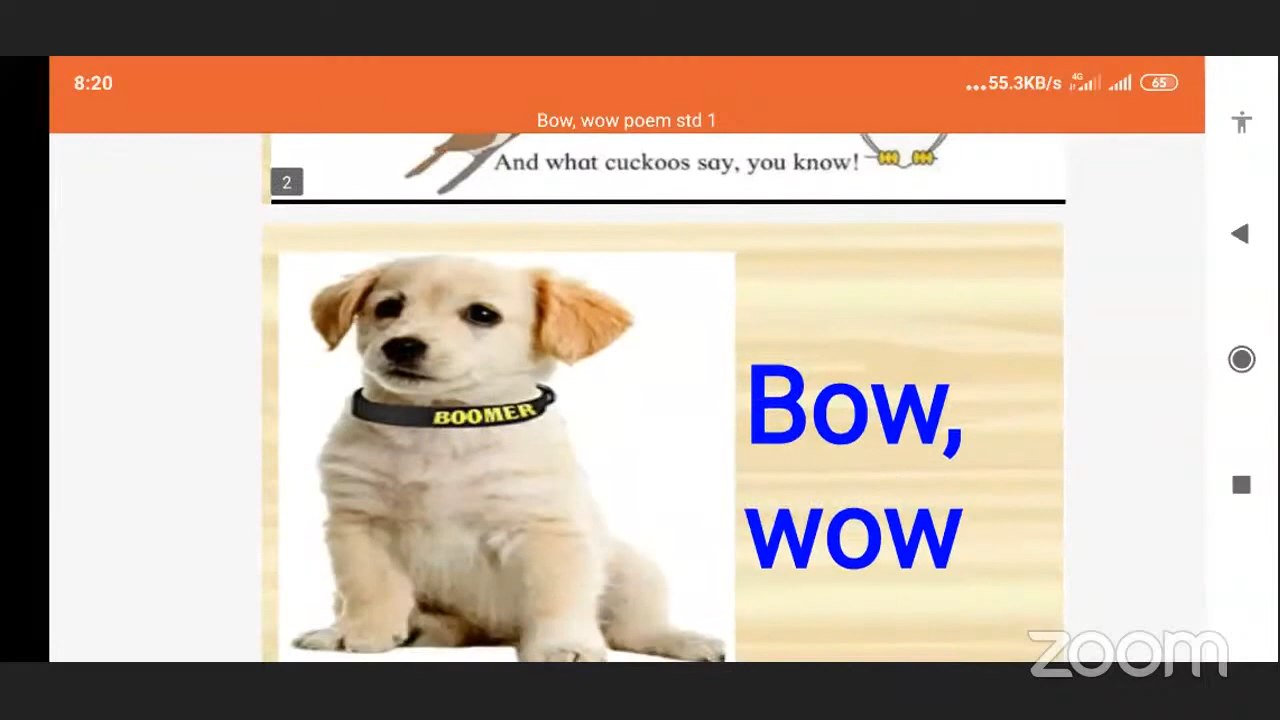 8:20
...55.3KB/s 4G 65
Bow, wow poem std 1
And what cuckoos say, you know!
2
BOOMER
Bow,
wow
zoom